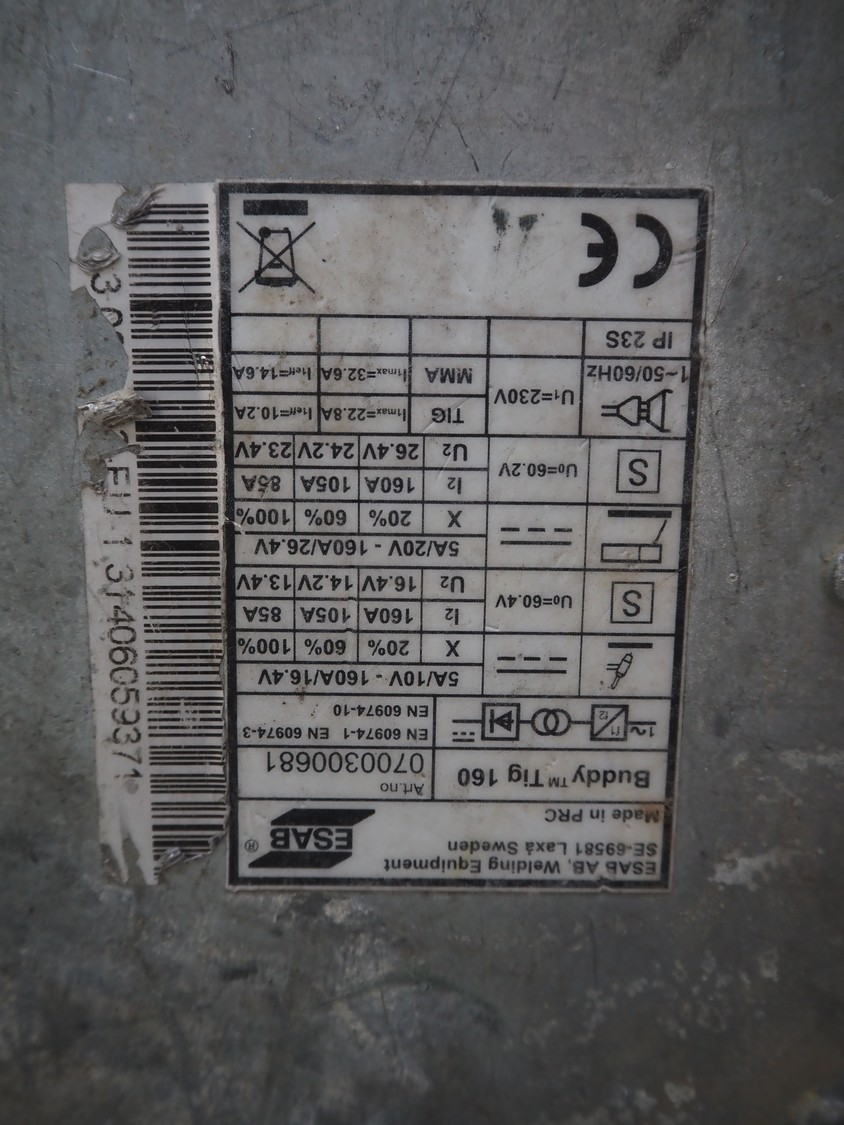 ESAB AB, Welding Equipment
SE-69581 Laxå Sweden
Made in PRC
ESAB ®
Buddy™Tig 160
Art.no
0700300681
1~ f1 f2
EN 60974-1 EN 60974-3
EN 60974-10
5A/10V - 160A/16.4V
X 20% 60% 100%
S U0=60.4V
I2 160A 105A 85A
U2 16.4V 14.2V 13.4V
5A/20V - 160A/26.4V
X 20% 60% 100%
S U0=60.2V
I2 160A 105A 85A
U2 26.4V 24.2V 23.4V
1~50/60Hz
U1=230V
TIG I1max=22.8A I1eff=10.2A
MMA I1max=32.6A I1eff=14.6A
IP 23S
CE
3140605937